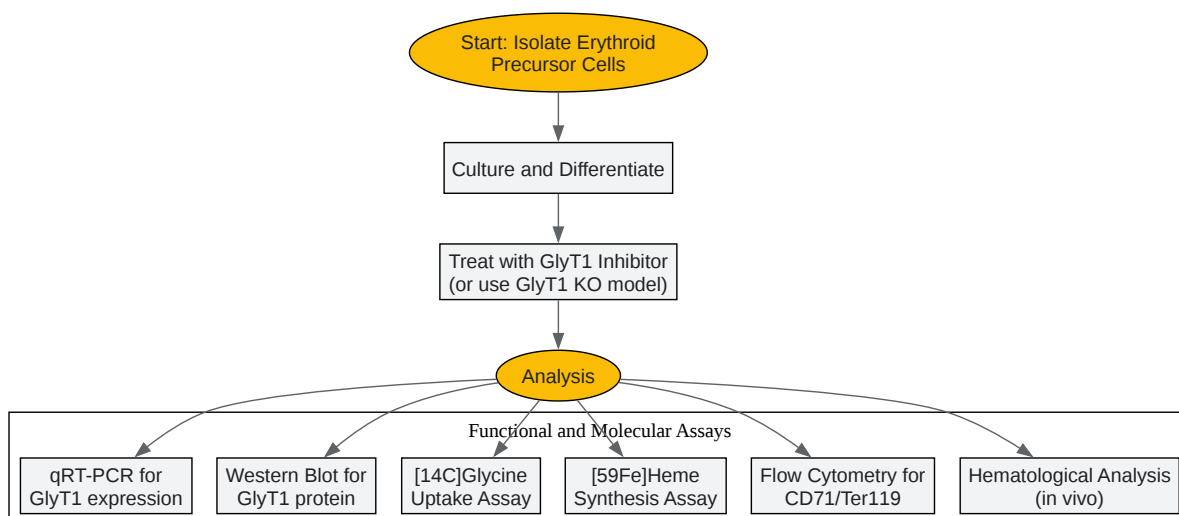 Start: Isolate Erythroid
Precursor Cells
Culture and Differentiate
Treat with GlyT1 Inhibitor
(or use GlyT1 KO model)
Analysis
Functional and Molecular Assays
qRT-PCR for
GlyT1 expression
Western Blot for
GlyT1 protein
[14C]Glycine
Uptake Assay
[59Fe]Heme
Synthesis Assay
Flow Cytometry for
CD71/Ter119
Hematological Analysis
(in vivo)